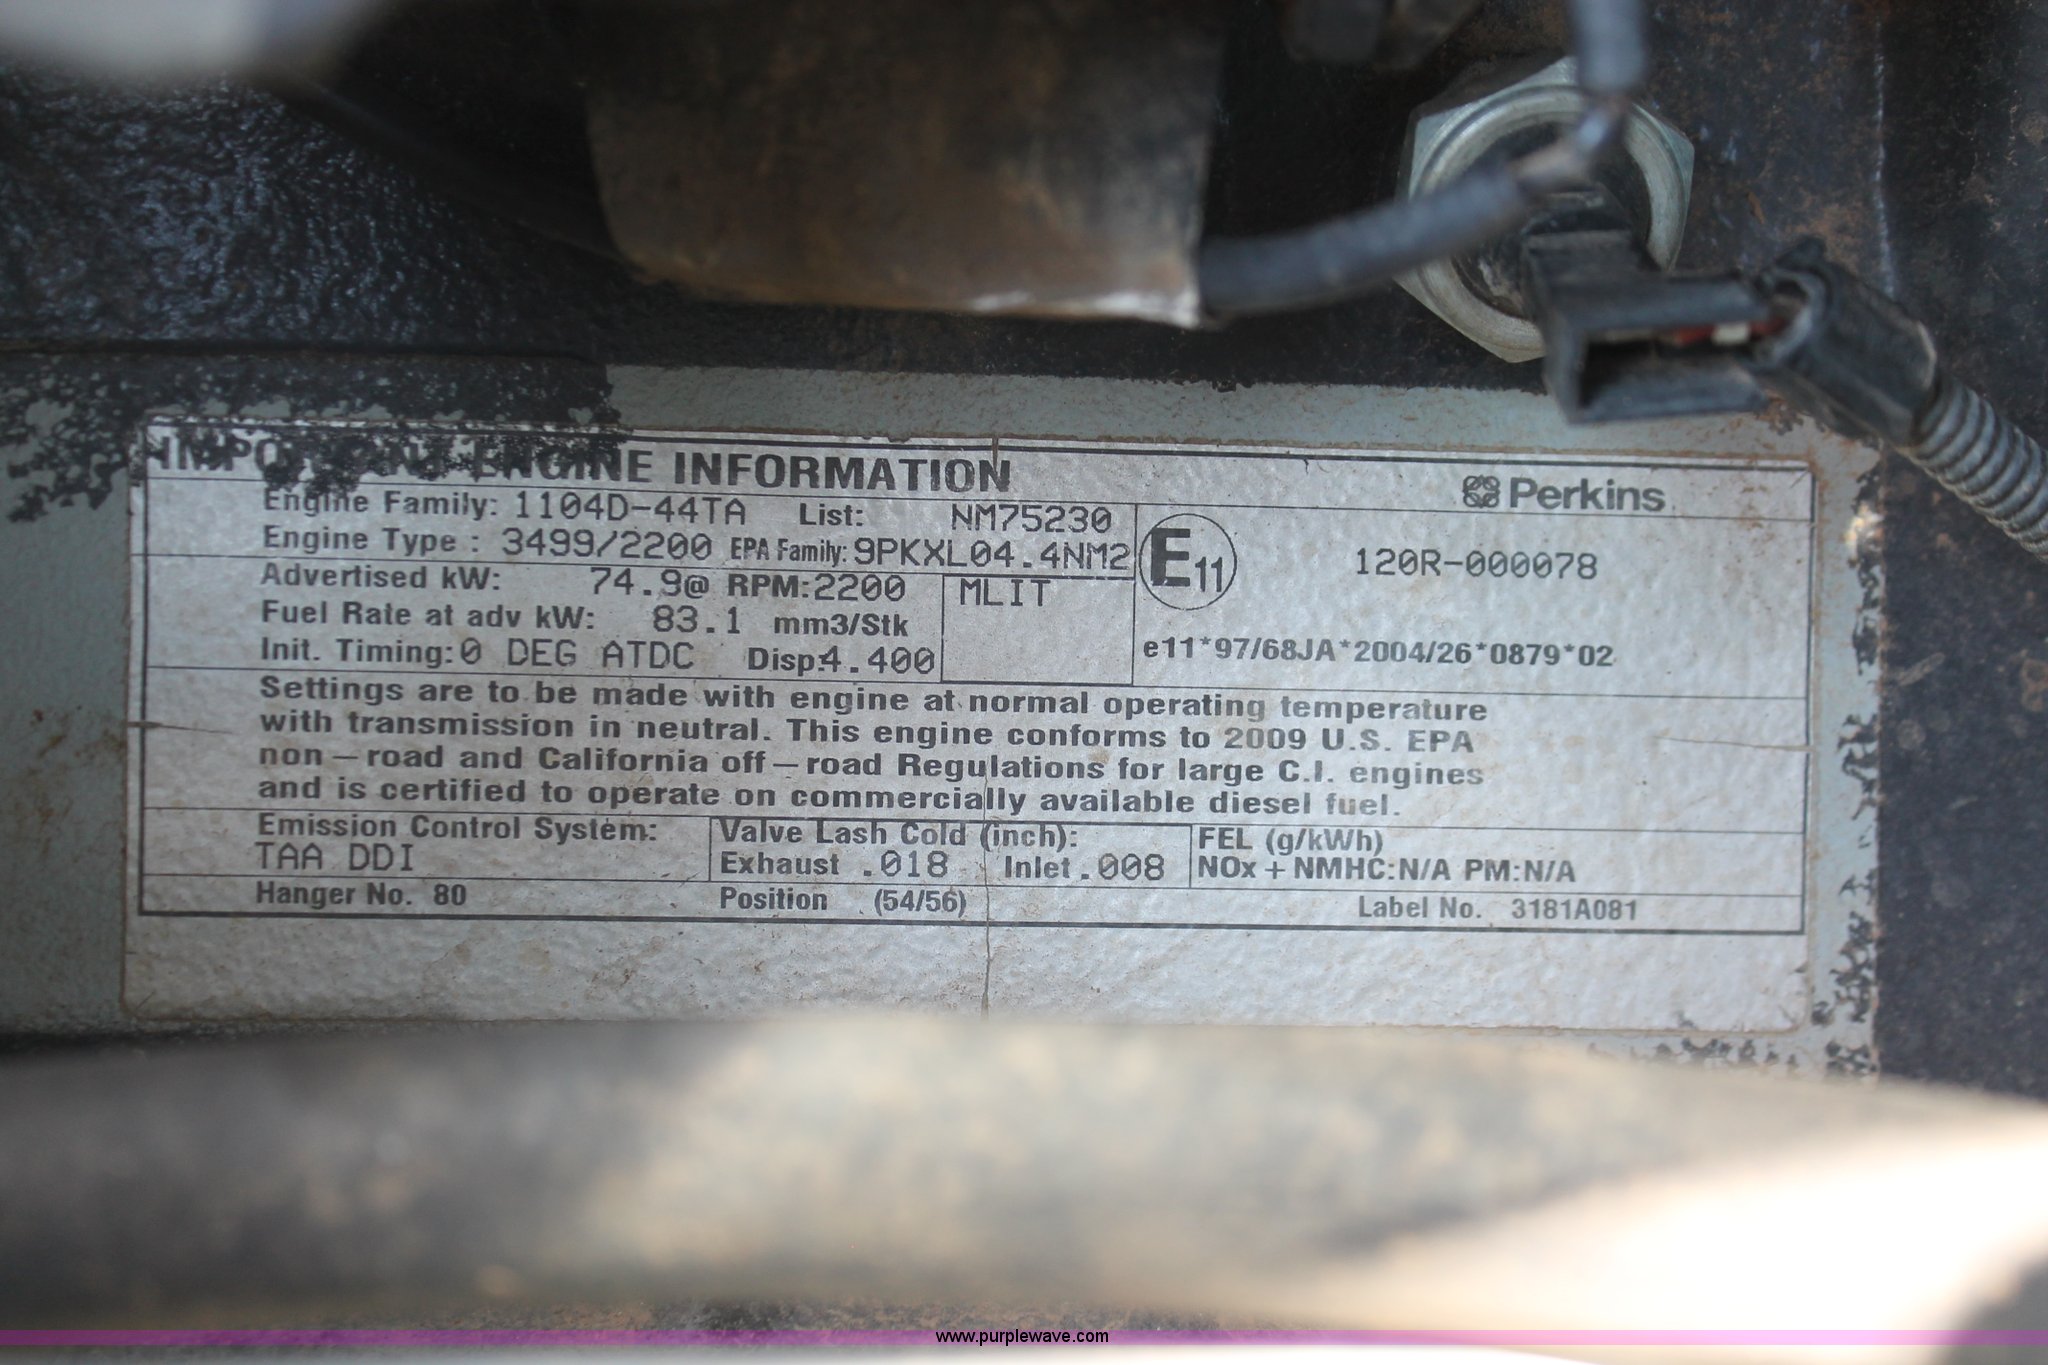 IMPORTANT ENGINE INFORMATION
Perkins
Engine Family: 1104D-44TA List: NM75230
Engine Type : 3499/2200 EPA Family: 9PKXL04.4NM2
E11 120R-000078
Advertised kW: 74.9@ RPM:2200 MLIT
Fuel Rate at adv kW: 83.1 mm3/Stk
Init. Timing:0 DEG ATDC Disp:4.400
e11*97/68JA*2004/26*0879*02
Settings are to be made with engine at normal operating temperature
with transmission in neutral. This engine conforms to 2009 U.S. EPA
non-road and California off-road Regulations for large C.I. engines
and is certified to operate on commercially available diesel fuel.
Emission Control System: Valve Lash Cold (inch): FEL (g/kWh)
TAA DDI Exhaust .018 Inlet .008 NOx + NMHC:N/A PM:N/A
Hanger No. 80 Position (54/56) Label No. 3181A081
www.purplewave.com